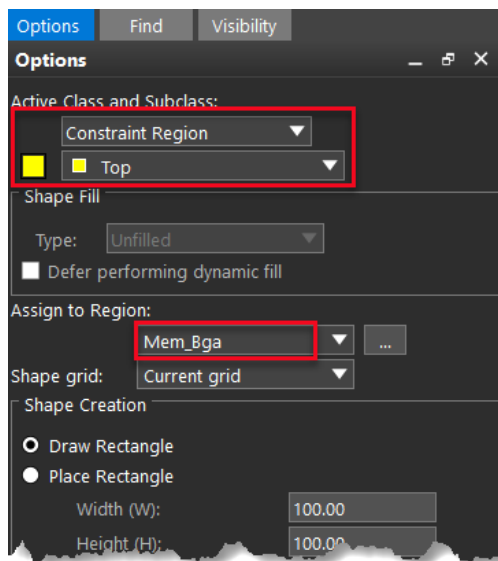 Options Find Visibility
Options
Active Class and Subclass:
Constraint Region
Top
Shape Fill
Type: Unfilled
Defer performing dynamic fill
Assign to Region:
Mem_Bga ...
Shape grid: Current grid
Shape Creation
Draw Rectangle
Place Rectangle
Width (W): 100.00
Height (H): 100.00